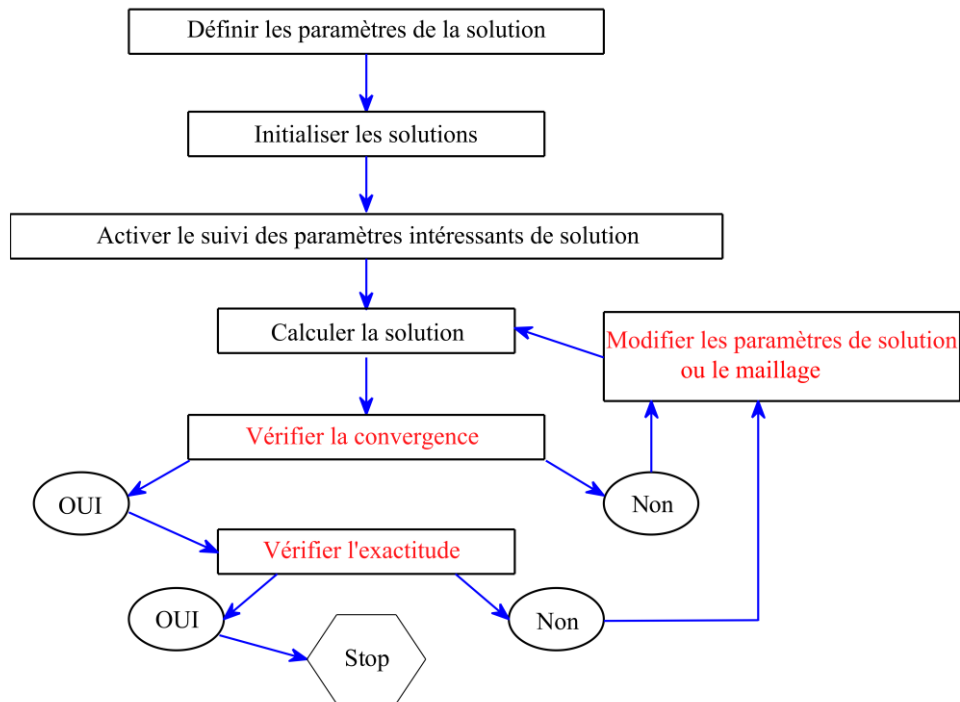 Définir les paramètres de la solution
Initialiser les solutions
Activer le suivi des paramètres intéressants de solution
Calculer la solution
Modifier les paramètres de solution
ou le maillage
Vérifier la convergence
OUI
Non
Vérifier l'exactitude
OUI
Non
Stop